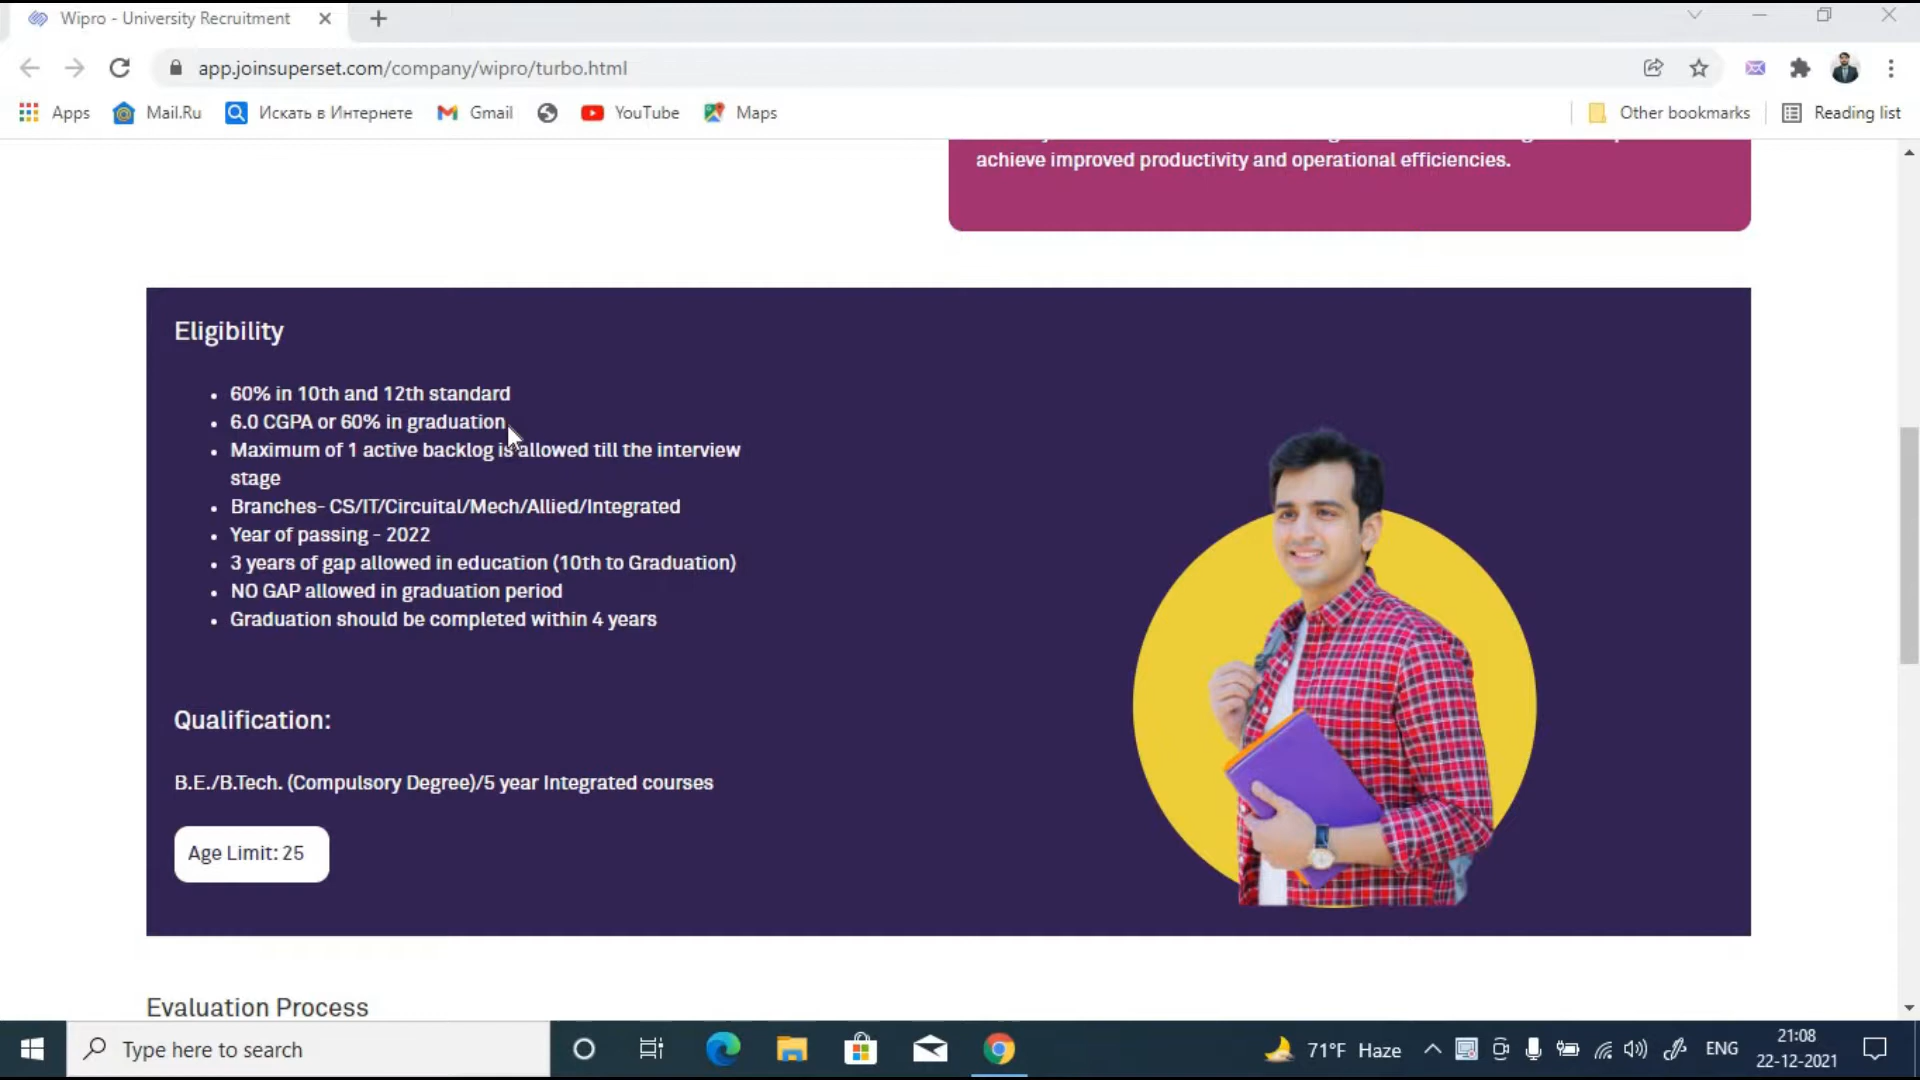 Wipro - University Recruitment
app.joinsuperset.com/company/wipro/turbo.html
Apps Mail.Ru Искать в Интернете Gmail YouTube Maps Other bookmarks Reading list
achieve improved productivity and operational efficiencies.
Eligibility
• 60% in 10th and 12th standard
• 6.0 CGPA or 60% in graduation
• Maximum of 1 active backlog is allowed till the interview
stage
• Branches- CS/IT/Circuital/Mech/Allied/Integrated
• Year of passing - 2022
• 3 years of gap allowed in education (10th to Graduation)
• NO GAP allowed in graduation period
• Graduation should be completed within 4 years
Qualification:
B.E./B.Tech. (Compulsory Degree)/5 year Integrated courses
Age Limit: 25
Evaluation Process
Type here to search
71°F Haze
ENG
21:08
22-12-2021